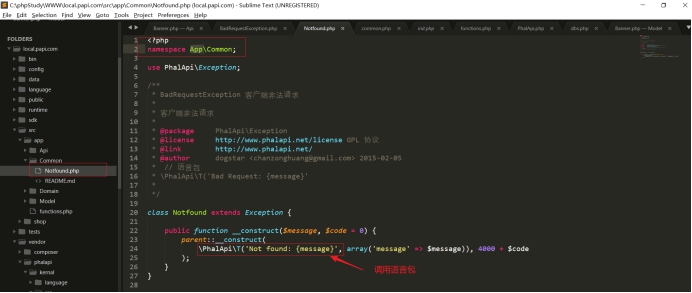 C:\phpStudy\WWW\local.papi.com\src\app\Common\Notfound.php (local.papi.com) - Sublime Text (UNREGISTERED)
File Edit Selection Find View Goto Tools Project Preferences Help
FOLDERS
local.papi.com
bin
config
data
language
public
runtime
sdk
src
app
Api
Common
Notfound.php
README.md
Domain
Model
functions.php
shop
tests
vendor
composer
phalapi
kernal
language
Banner.php — Api
BadRequestException.php
Notfound.php
common.php
init.php
functions.php
PhalApi.php
dbs.php
Banner.php — Model
1 <?php
2 namespace App\Common;
3
4 use PhalApi\Exception;
5
6 /**
7 * BadRequestException 客户端非法请求
8 *
9 * 客户端非法请求
10 *
11 * @package PhalApi\Exception
12 * @license http://www.phalapi.net/license GPL 协议
13 * @link http://www.phalapi.net/
14 * @author dogstar <chanzonghuang@gmail.com> 2015-02-05
15 * // 语言包
16 * \PhalApi\T('Bad Request: {message}'
17 *
18 */
19
20 class Notfound extends Exception {
21
22 public function __construct($message, $code = 0) {
23 parent::__construct(
24 \PhalApi\T('Not found: {message}', array('message' => $message)), 4000 + $code
25 );
26 }
27 }
调用语言包